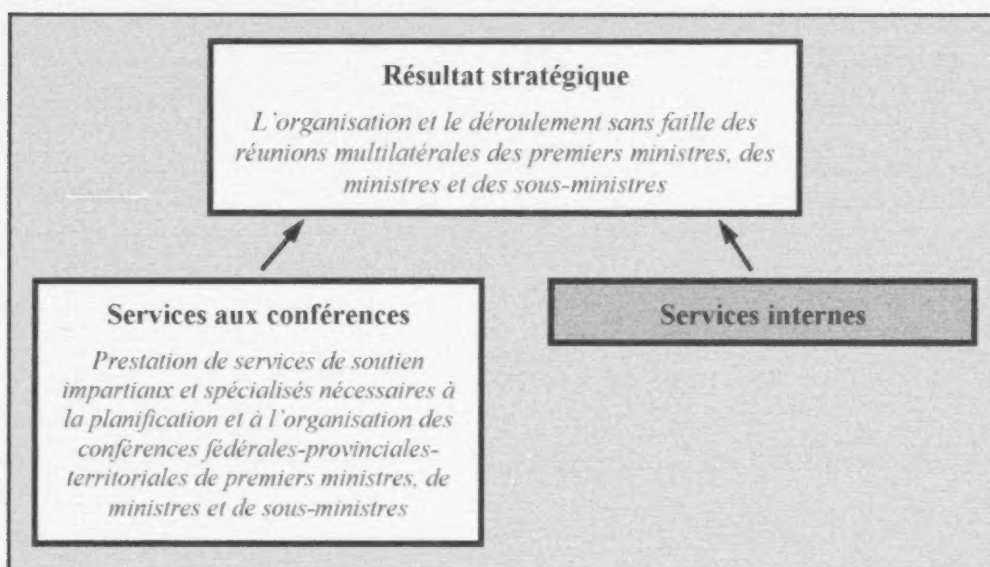 Résultat stratégique
L'organisation et le déroulement sans faille des
réunions multilatérales des premiers ministres, des
ministres et des sous-ministres
Services aux conférences
Prestation de services de soutien
impartiaux et spécialisés nécessaires à
la planification et à l'organisation des
conférences fédérales-provinciales-
territoriales de premiers ministres, de
ministres et de sous-ministres
Services internes